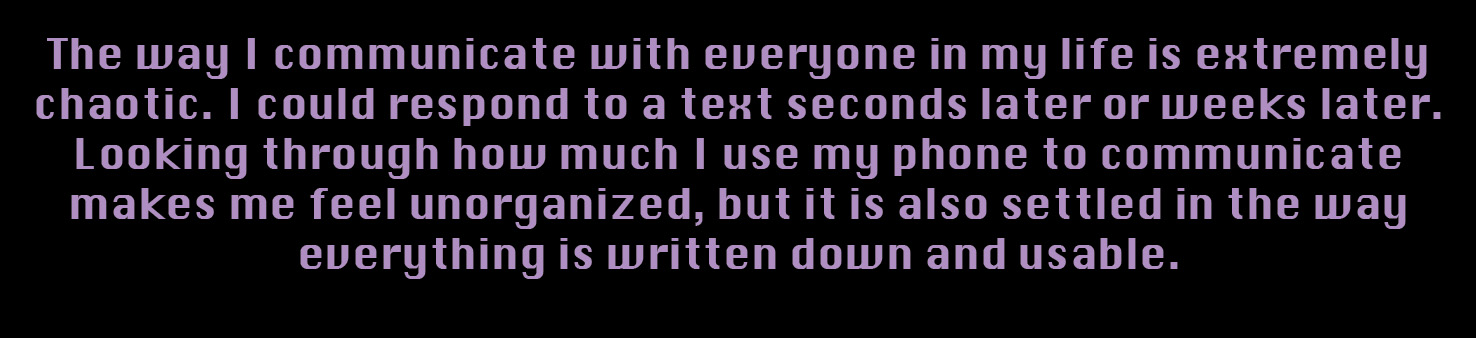 The way I communicate with everyone in my life is extremely
chaotic. I could respond to a text seconds later or weeks later.
Looking through how much I use my phone to communicate
makes me feel unorganized, but it is also settled in the way
everything is written down and usable.